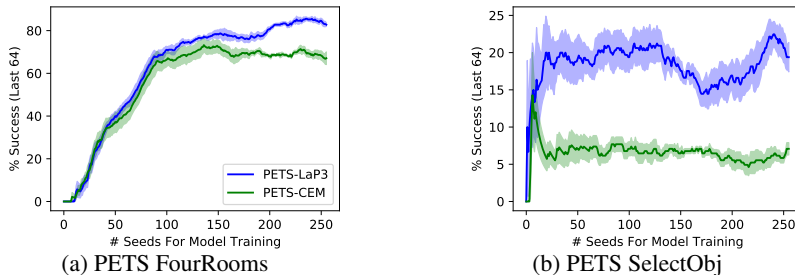 % Success (Last 64)
80
60
40
20
0
PETS-LaP3
PETS-CEM
0 50 100 150 200 250
# Seeds For Model Training
(a) PETS FourRooms
% Success (Last 64)
25
20
15
10
5
0
0 50 100 150 200 250
# Seeds For Model Training
(b) PETS SelectObj